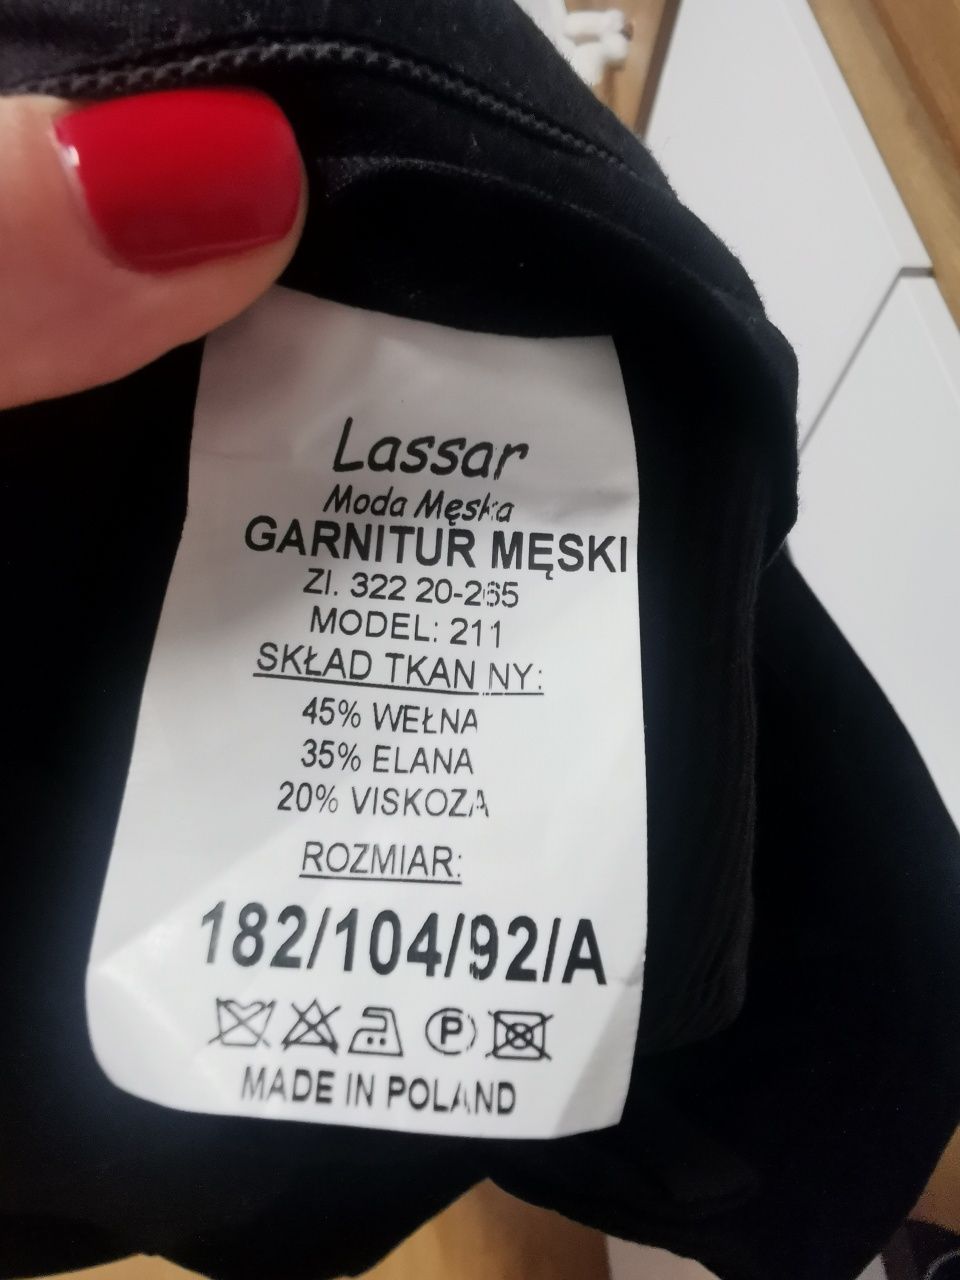 Lassar
Moda Męska
GARNITUR MĘSKI
Zl. 322 20-265
MODEL: 211
SKŁAD TKANINY:
45% WEŁNA
35% ELANA
20% VISKOZA
ROZMIAR:
182/104/92/A
P
MADE IN POLAND